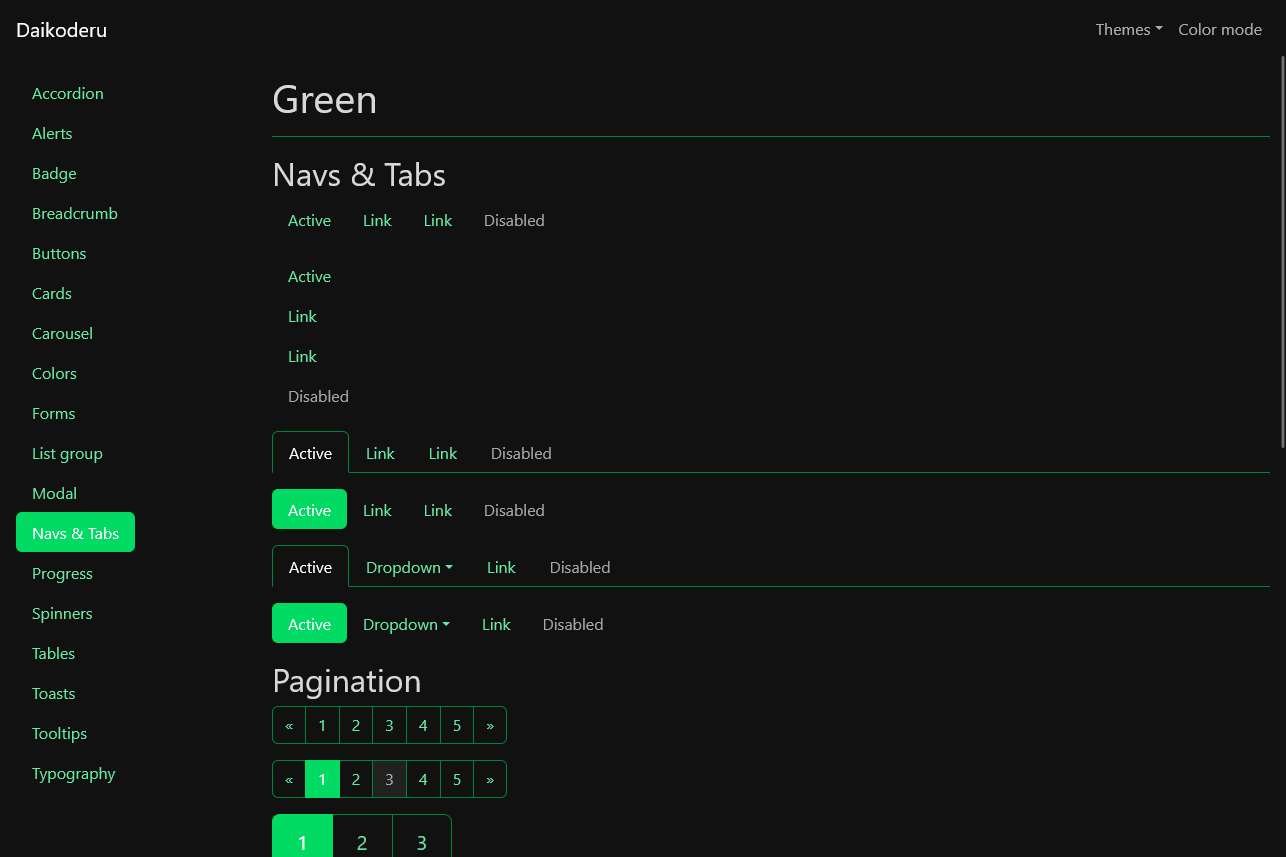 Daikoderu
Themes Color mode
Accordion
Alerts
Badge
Breadcrumb
Buttons
Cards
Carousel
Colors
Forms
List group
Modal
Navs & Tabs
Progress
Spinners
Tables
Toasts
Tooltips
Typography
Green
Navs & Tabs
Active Link Link Disabled
Active
Link
Link
Disabled
Active Link Link Disabled
Active Link Link Disabled
Active Dropdown Link Disabled
Active Dropdown Link Disabled
Pagination
« 1 2 3 4 5 »
« 1 2 3 4 5 »
1 2 3